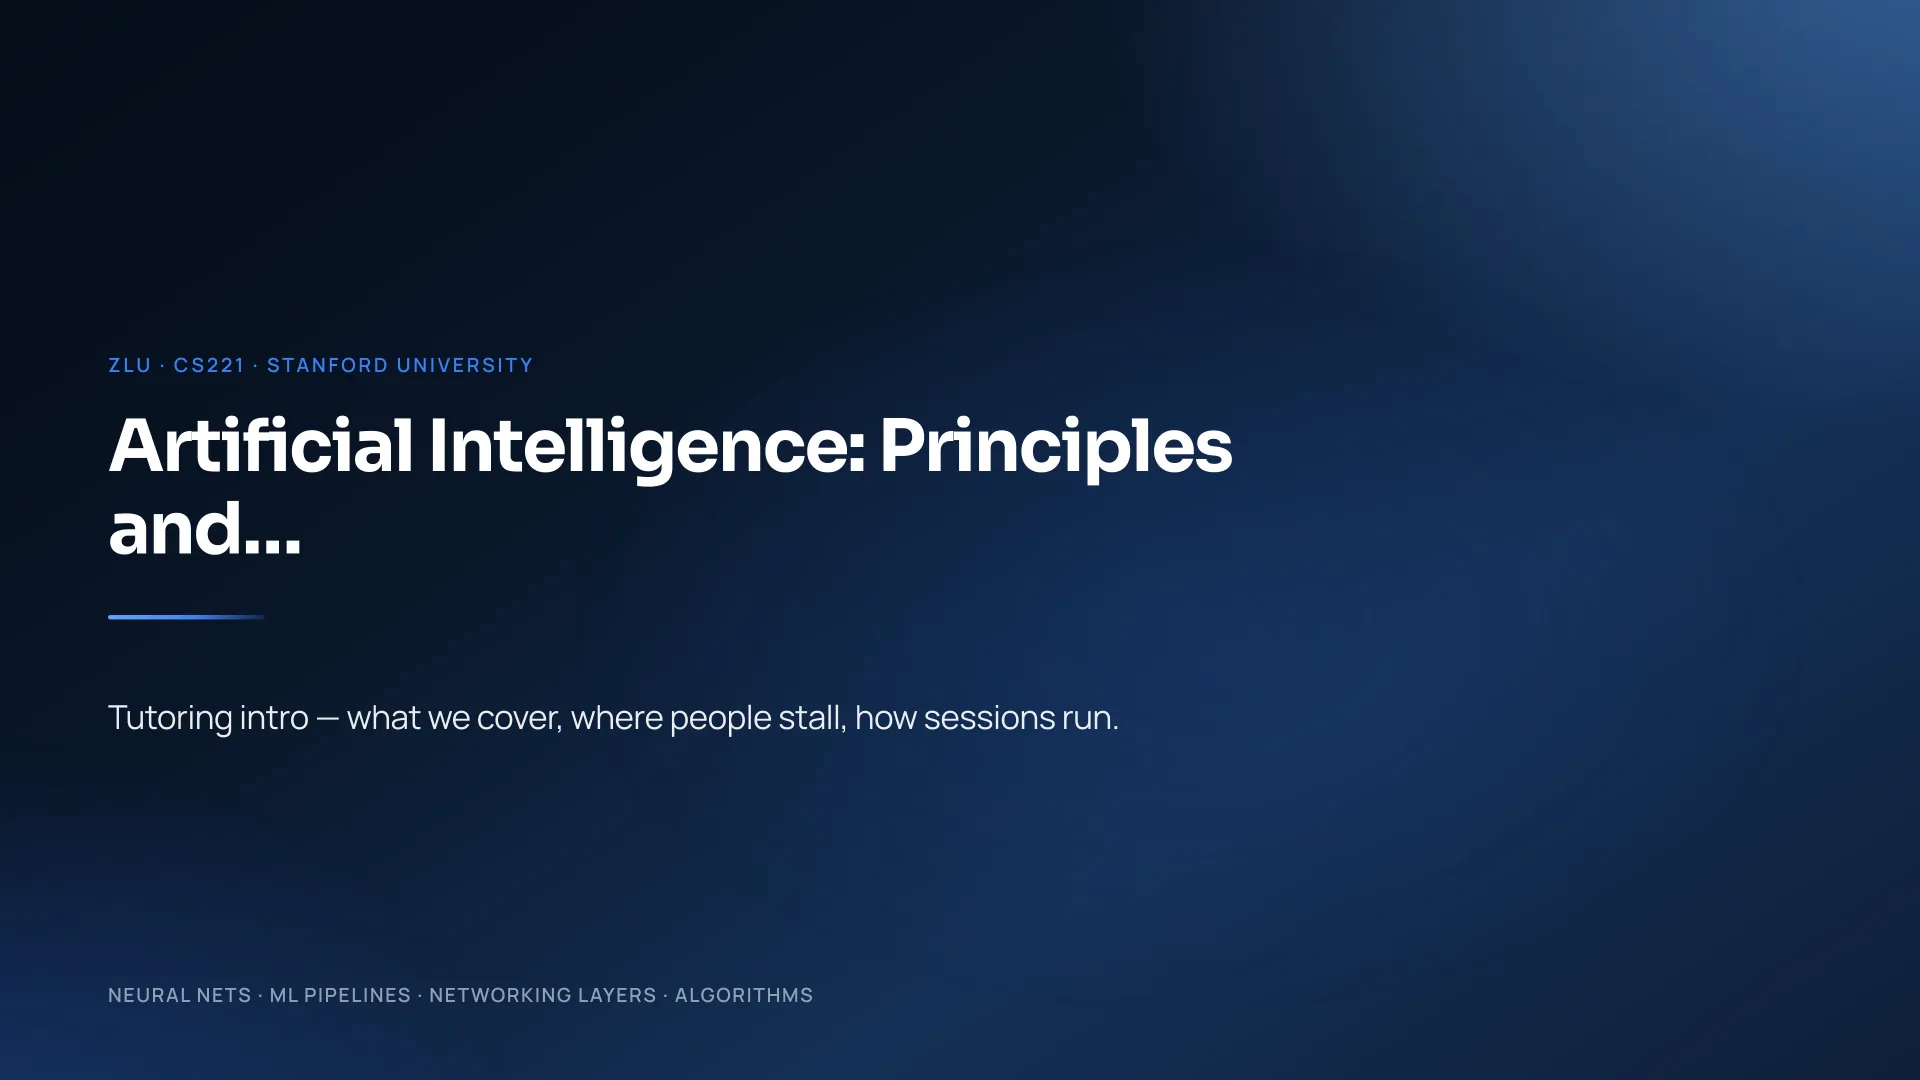 ZLU · CS221 · STANFORD UNIVERSITY
Artificial Intelligence: Principles
and...
Tutoring intro — what we cover, where people stall, how sessions run.
NEURAL NETS · ML PIPELINES · NETWORKING LAYERS · ALGORITHMS